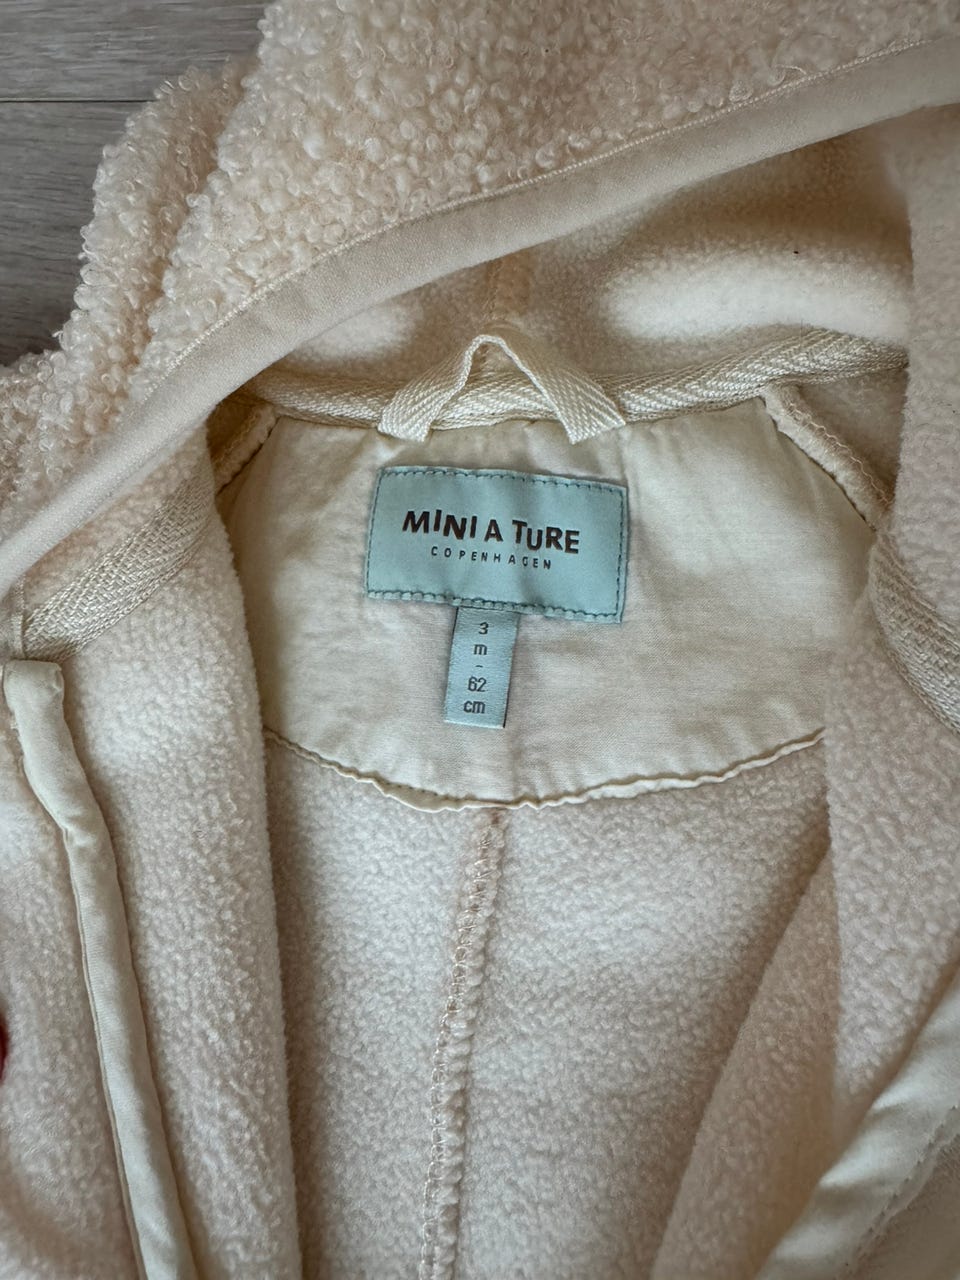 MINI A TURE
COPENHAGEN
3
m
-
62
cm